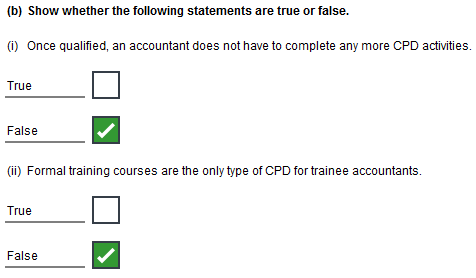 (b) Show whether the following statements are true or false.
(i) Once qualified, an accountant does not have to complete any more CPD activities.
True
False
(ii) Formal training courses are the only type of CPD for trainee accountants.
True
False